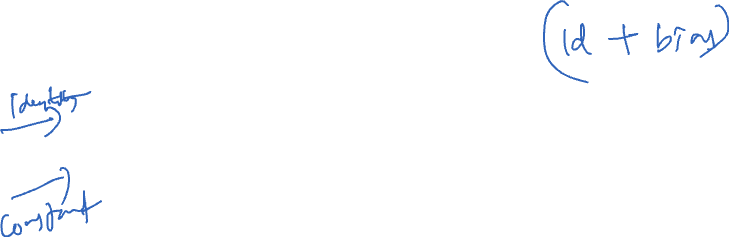 (id + bias)
Identity
Constant